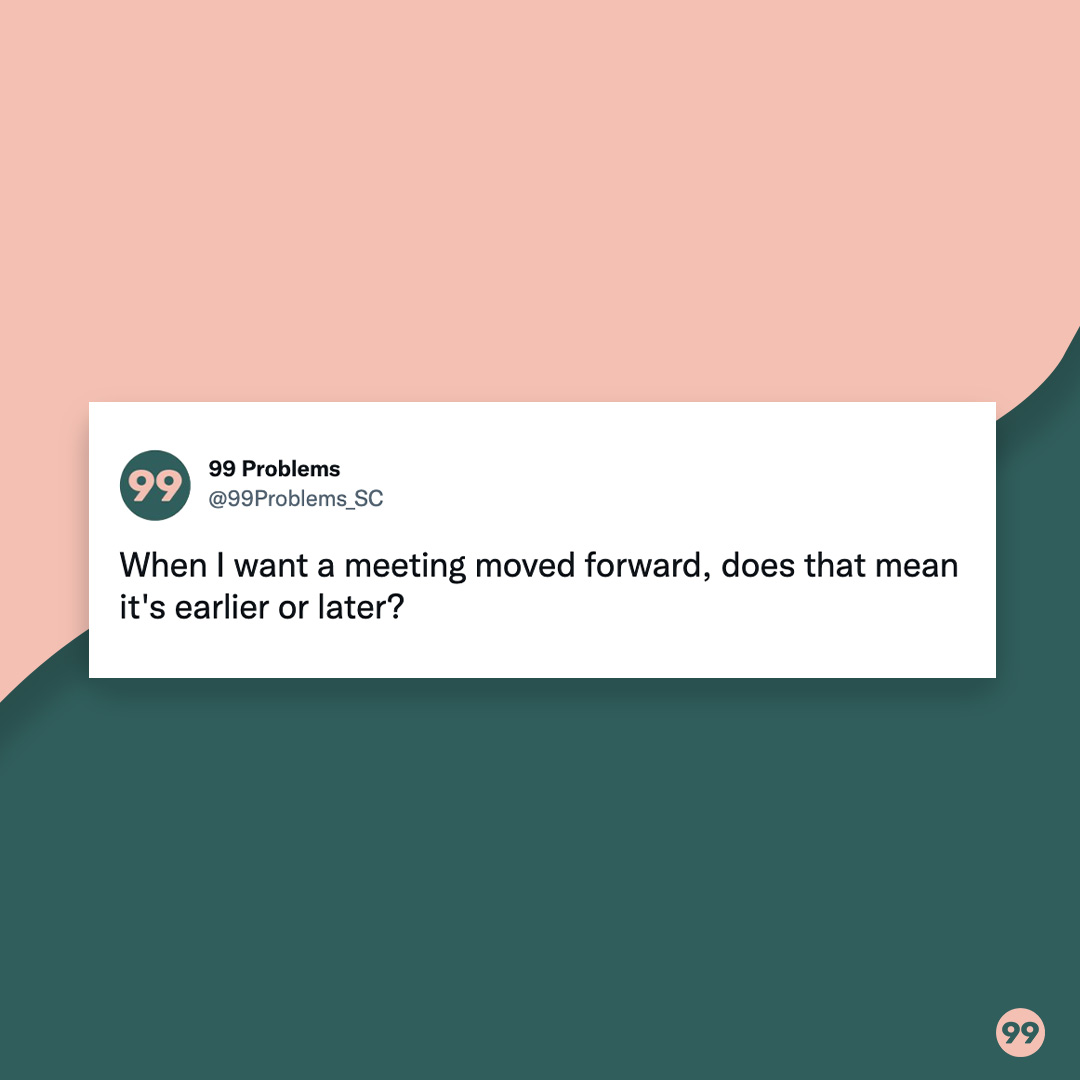 99
99 Problems
@99Problems_SC
When I want a meeting moved forward, does that mean
it's earlier or later?
99